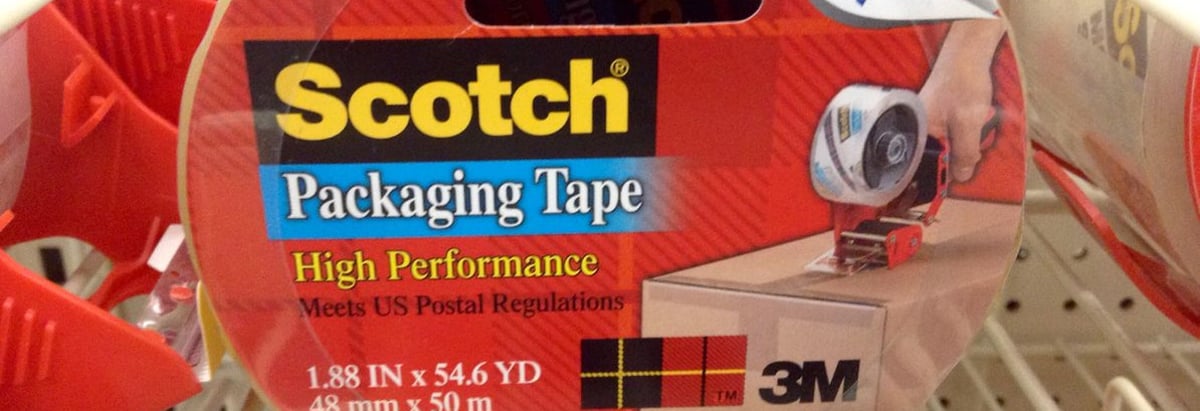 Scotch®
Packaging Tape
High Performance
Meets US Postal Regulations
1.88 IN x 54.6 YD
48 mm x 50 m
TM
3M